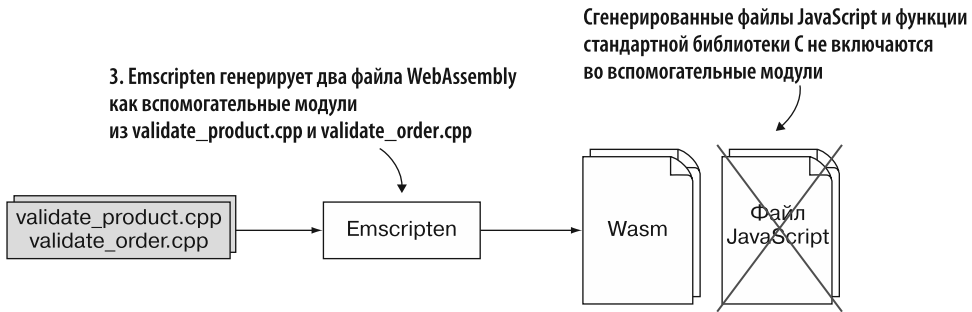 Сгенерированные файлы JavaScript и функции
стандартной библиотеки C не включаются
во вспомогательные модули
3. Emscripten генерирует два файла WebAssembly
как вспомогательные модули
из validate_product.cpp и validate_order.cpp
validate_product.cpp
validate_order.cpp
Emscripten
Wasm
Файл
JavaScript